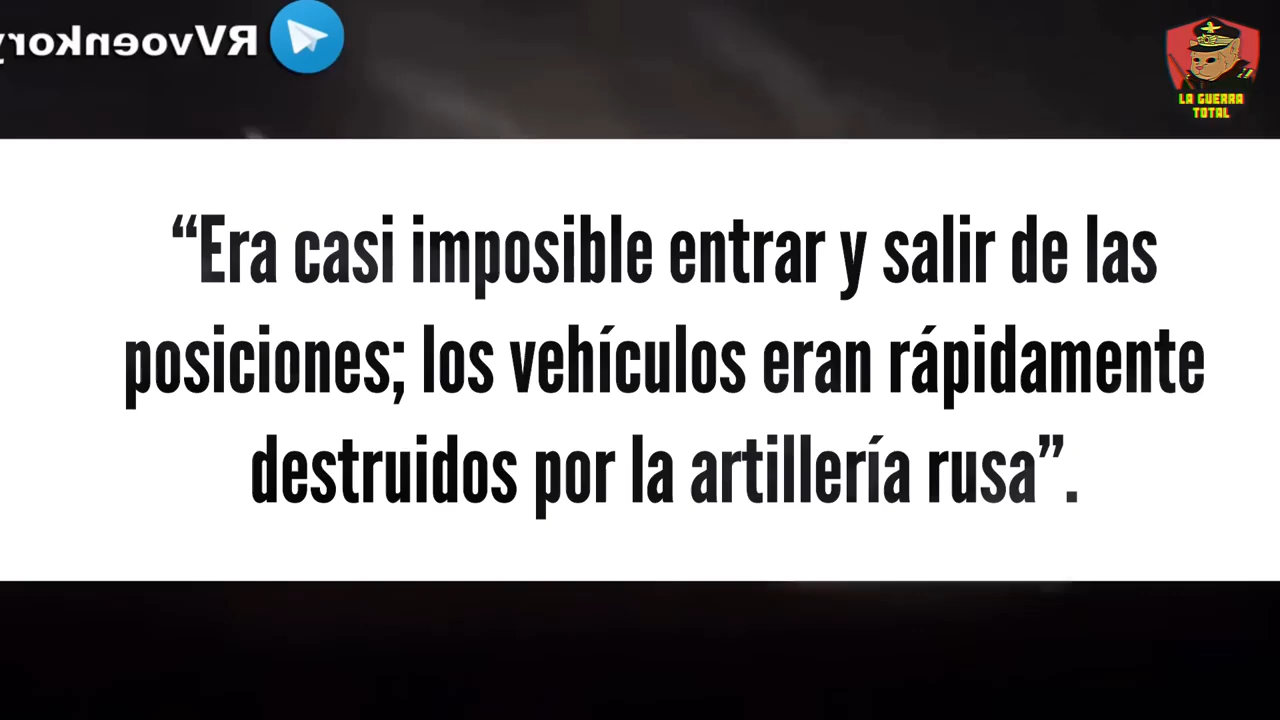 RVvoenkory
LA GUERRA
TOTAL
“Era casi imposible entrar y salir de las
posiciones; los vehículos eran rápidamente
destruidos por la artillería rusa”.